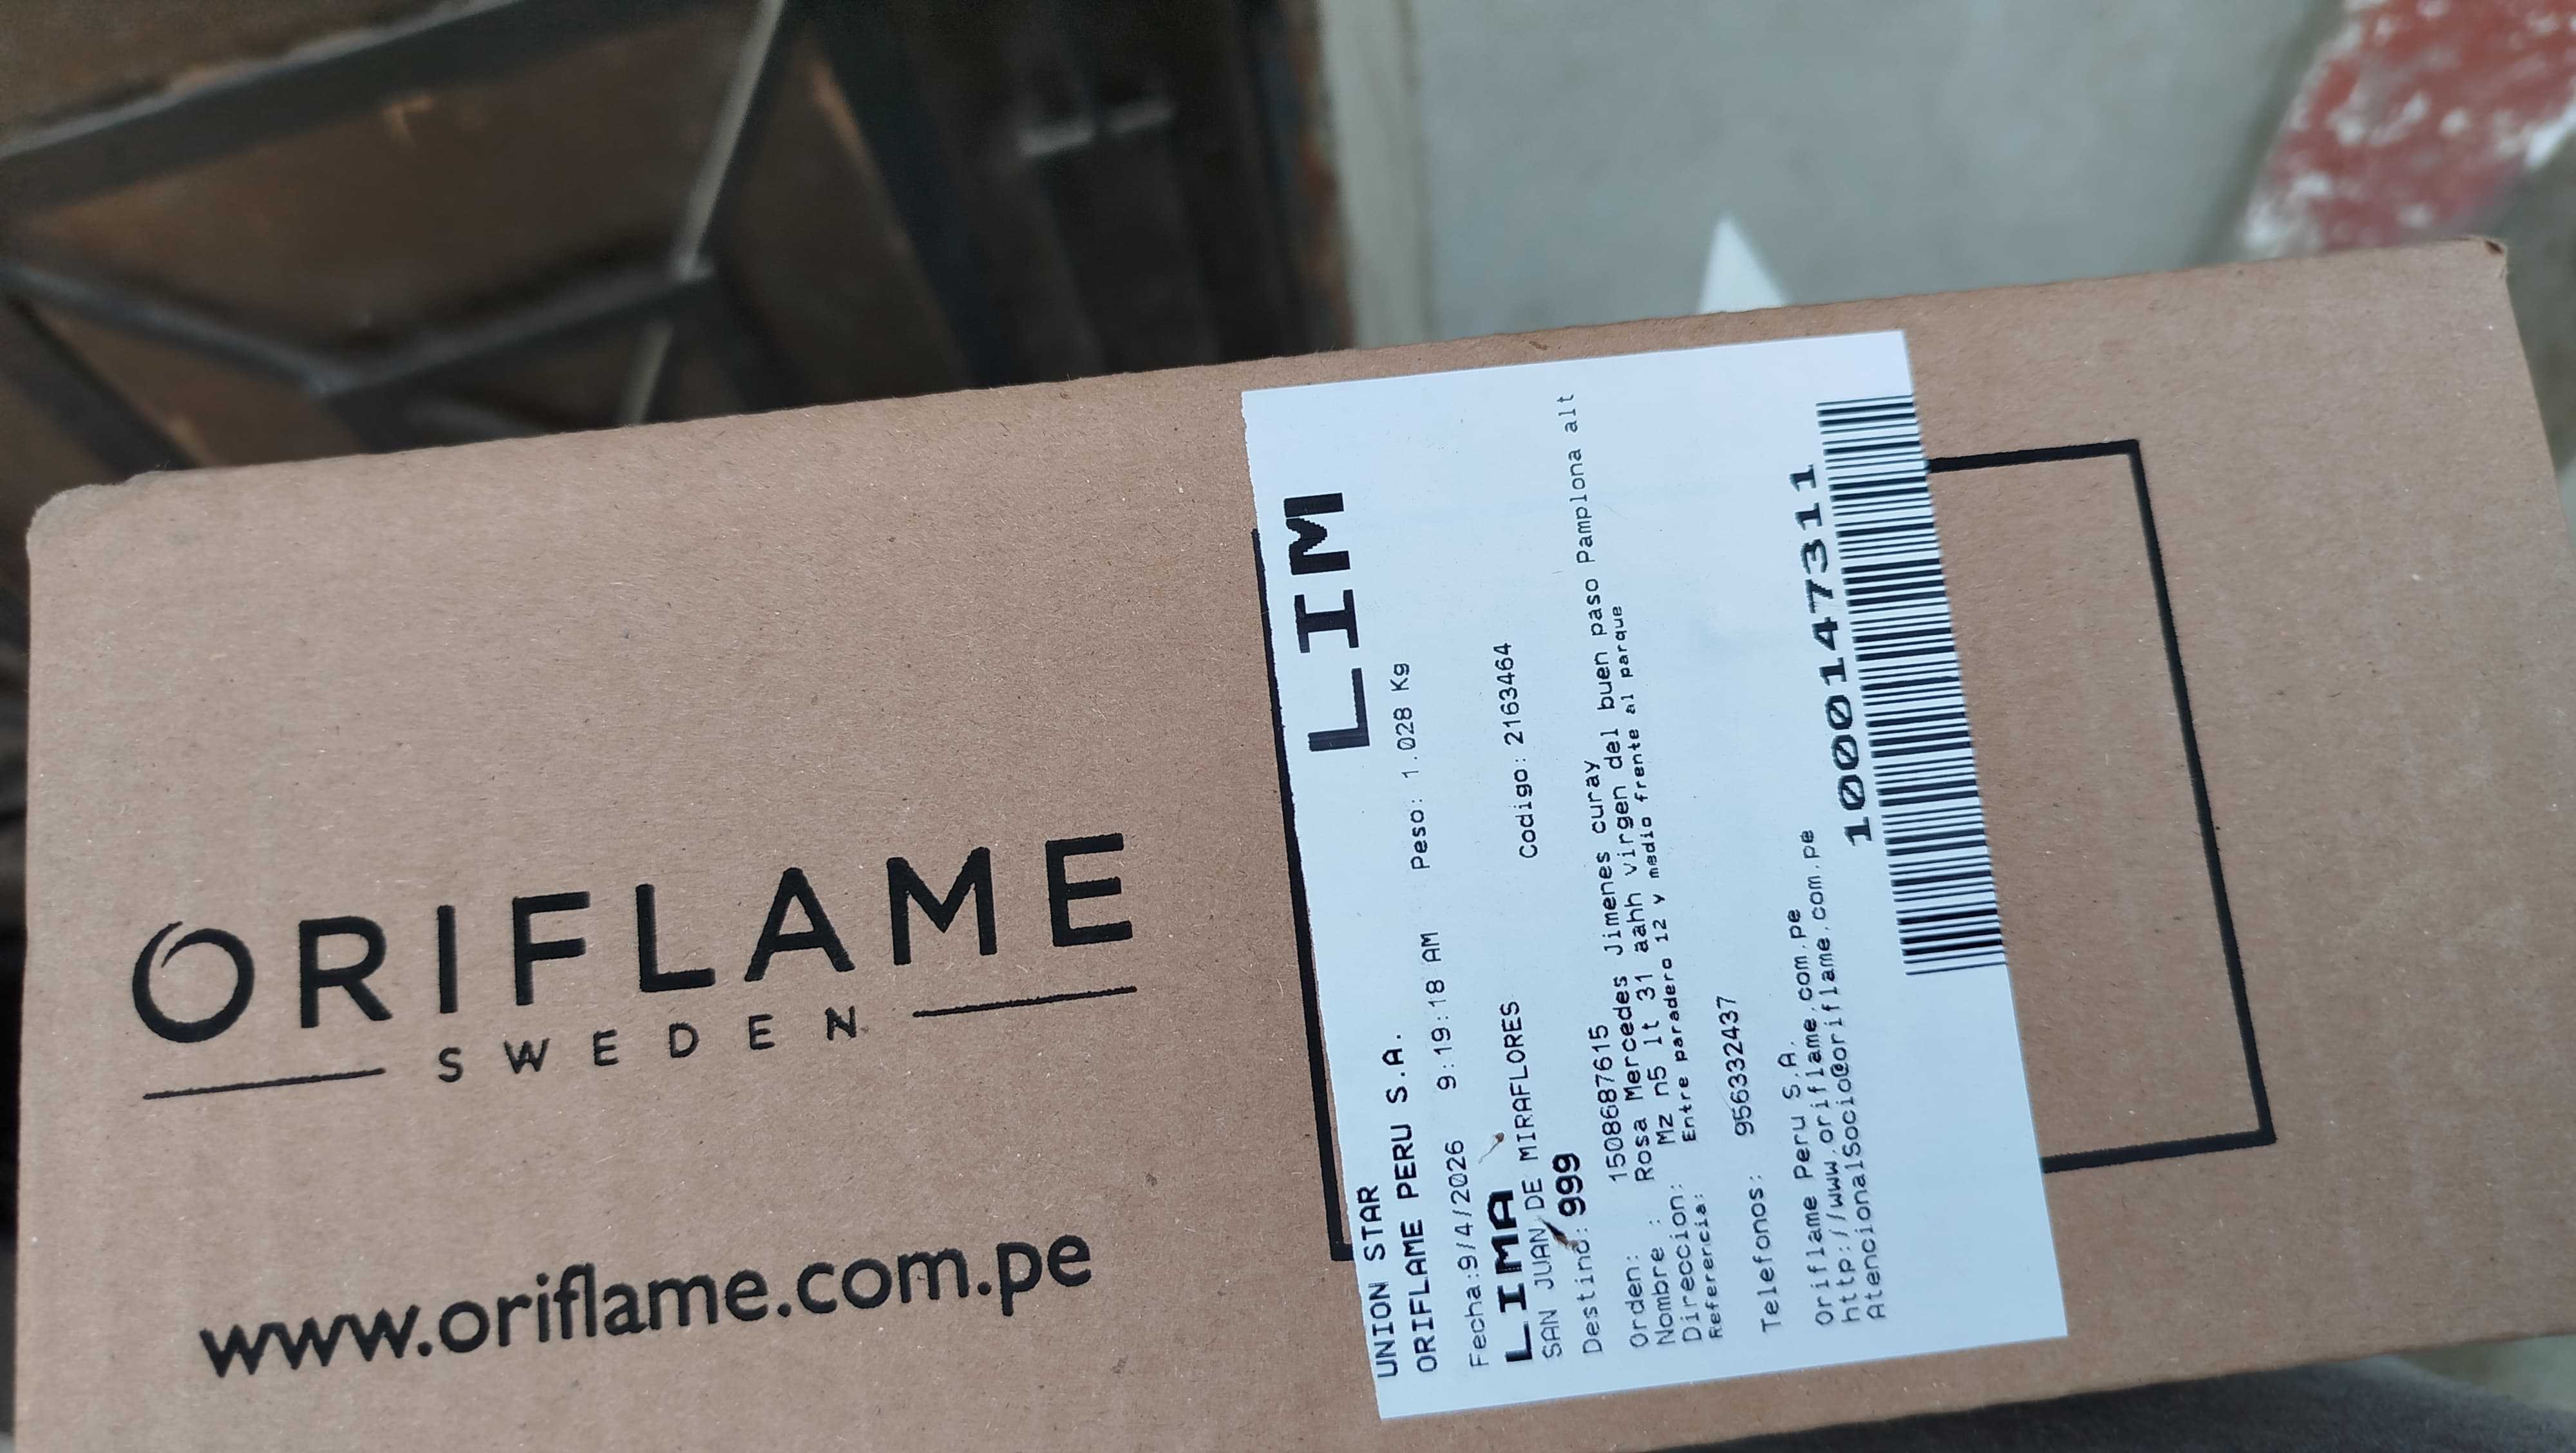 ORIFLAME
SWEDEN
www.oriflame.com.pe
LIM
UNION STAR
ORIFLAME PERU S.A.
Fecha:9/4/2026 9:19:18 AM Peso: 1.028 Kg
LIMA
SAN JUAN DE MIRAFLORES Codigo: 2163464
Destino: 999
Orden: 1508687615
Nombre : Rosa Mercedes Jimenes curay
Direccion: Mz n5 lt 31 aahh virgen del buen paso Pamplona alt
Referencia: Entre paradero 12 y medio frente al parque
Telefonos: 956332437
Oriflame Peru S.A.
http://www.oriflame.com.pe
AtencionalSocio@oriflame.com.pe
1000147311